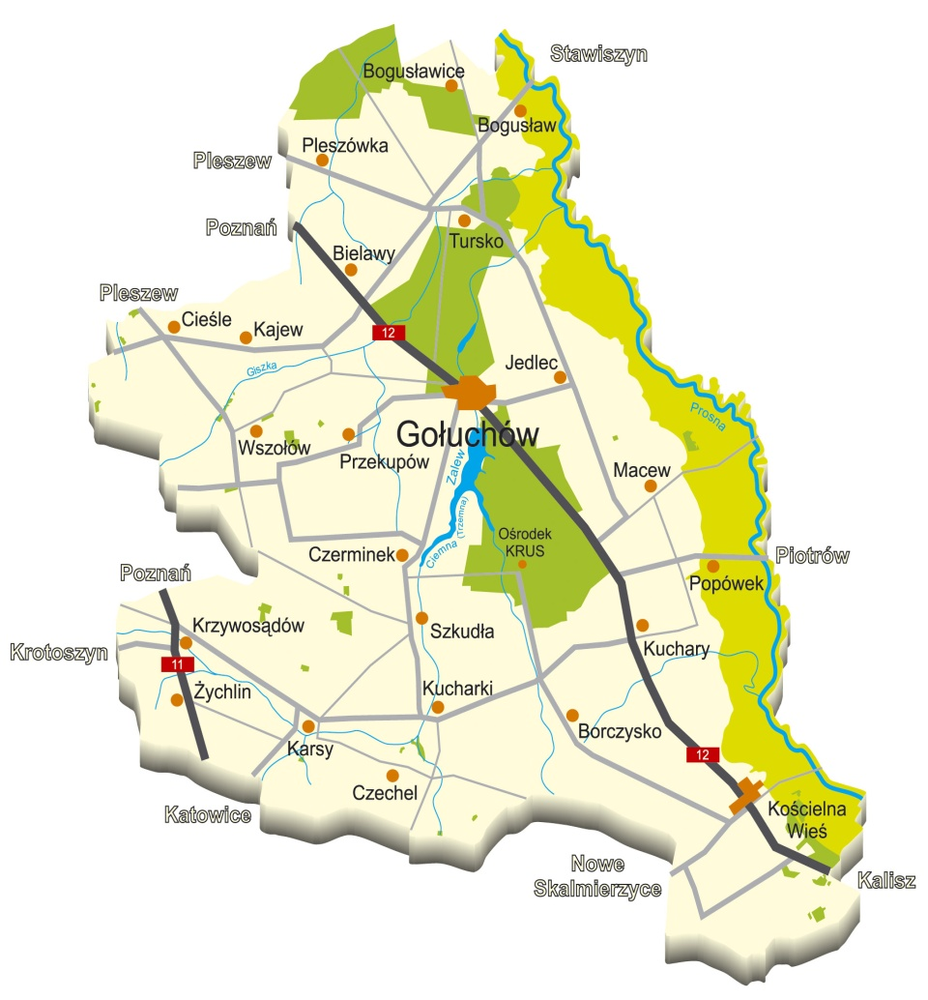 Stawiszyn
Bogusławice
Bogusław
Pleszówka
Pleszew
Poznań
Tursko
Bielawy
Pleszew
Cieśle
Kajew
12
Giszka
Jedlec
Prosna
Gołuchów
Wszołów
Przekupów
Zalew
Macew
Ciemna (Trzemna)
Ośrodek
KRUS
Czerminek
Piotrów
Poznań
Popówek
Krzywosądów
Szkudła
Krotoszyn
Kuchary
11
Żychlin
Kucharki
Borczysko
Karsy
12
Czechel
Katowice
Kościelna
Wieś
Nowe
Skalmierzyce
Kalisz